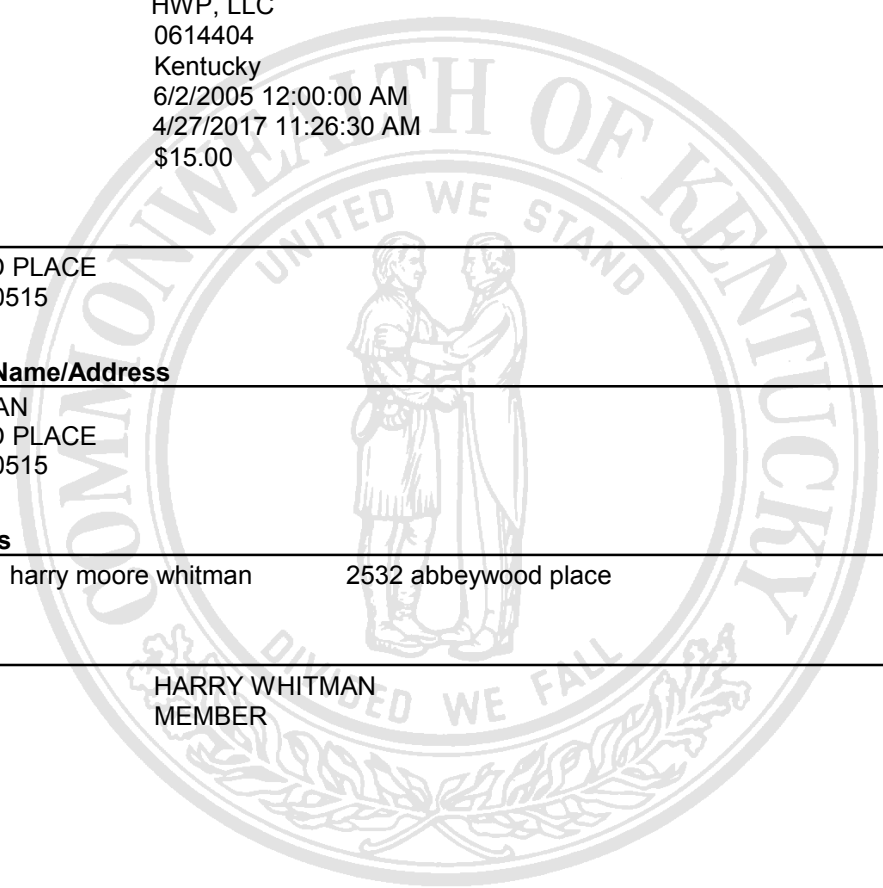 HWP, LLC
0614404
Kentucky
6/2/2005 12:00:00 AM
4/27/2017 11:26:30 AM
$15.00
COMMONWEALTH OF KENTUCKY
UNITED WE STAND
PLACE
0515
Name/Address
AN
PLACE
0515
s
harry moore whitman 2532 abbeywood place
DIVIDED WE FALL
HARRY WHITMAN
MEMBER